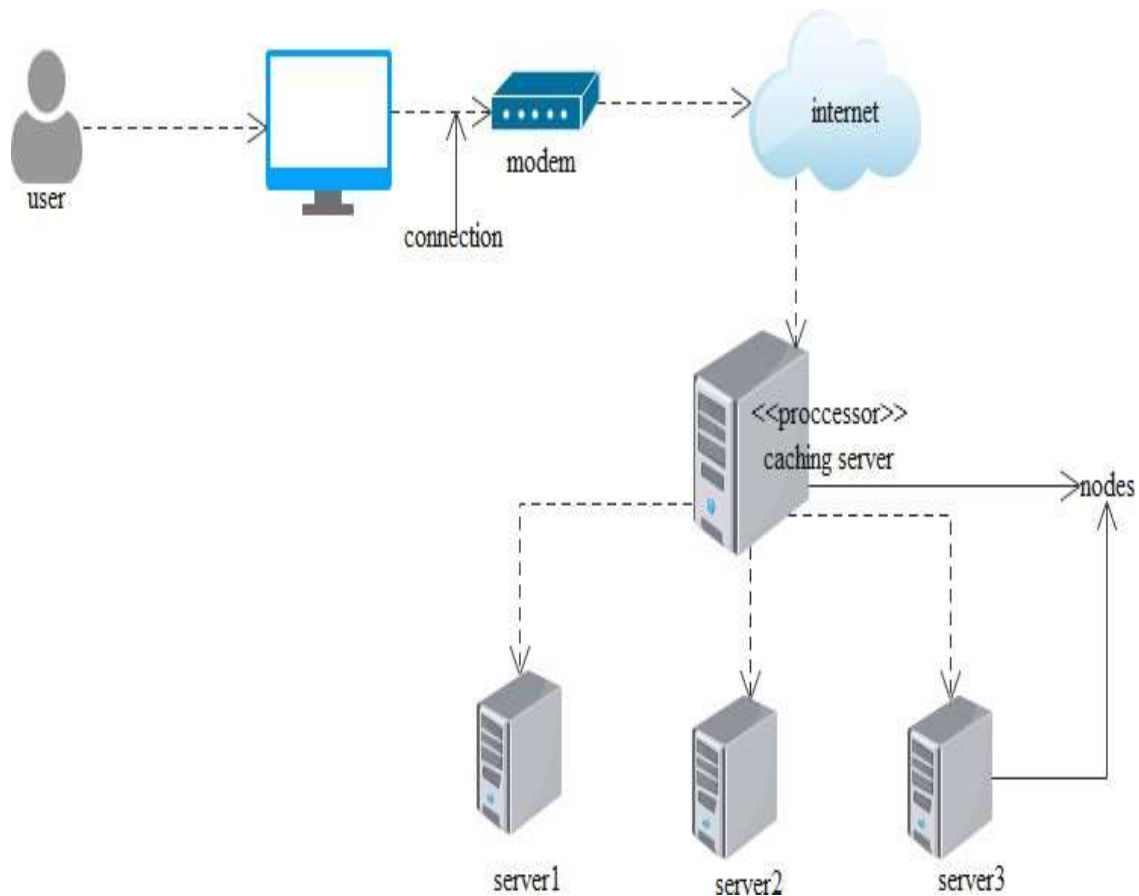 internet
modem
user
connection
<<proccessor>>
caching server
nodes
server1
server2
server3